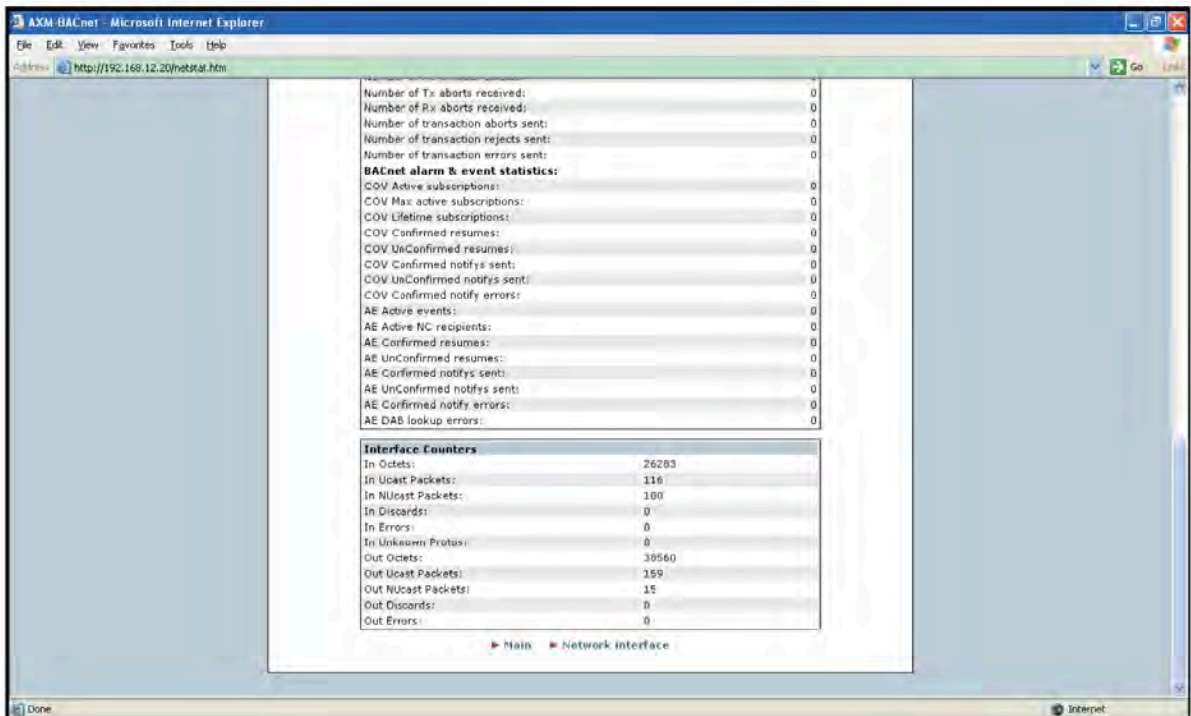 AXM-BACnet - Microsoft Internet Explorer
File Edit View Favorites Tools Help
Address http://192.168.12.20/netstat.htm Go Links
Number of Tx aborts received: 0
Number of Rx aborts received: 0
Number of transaction aborts sent: 0
Number of transaction rejects sent: 0
Number of transaction errors sent: 0
BACnet alarm & event statistics:
COV Active subscriptions: 0
COV Max active subscriptions: 0
COV Lifetime subscriptions: 0
COV Confirmed resumes: 0
COV UnConfirmed resumes: 0
COV Confirmed notifys sent: 0
COV UnConfirmed notifys sent: 0
COV Confirmed notify errors: 0
AE Active events: 0
AE Active NC recipients: 0
AE Confirmed resumes: 0
AE UnConfirmed resumes: 0
AE Confirmed notifys sent: 0
AE UnConfirmed notifys sent: 0
AE Confirmed notify errors: 0
AE DAB lookup errors: 0
Interface Counters
In Octets: 26283
In Ucast Packets: 116
In NUcast Packets: 100
In Discards: 0
In Errors: 0
In Unknown Protos: 0
Out Octets: 38560
Out Ucast Packets: 159
Out NUcast Packets: 15
Out Discards: 0
Out Errors: 0
Main Network interface
Done Internet